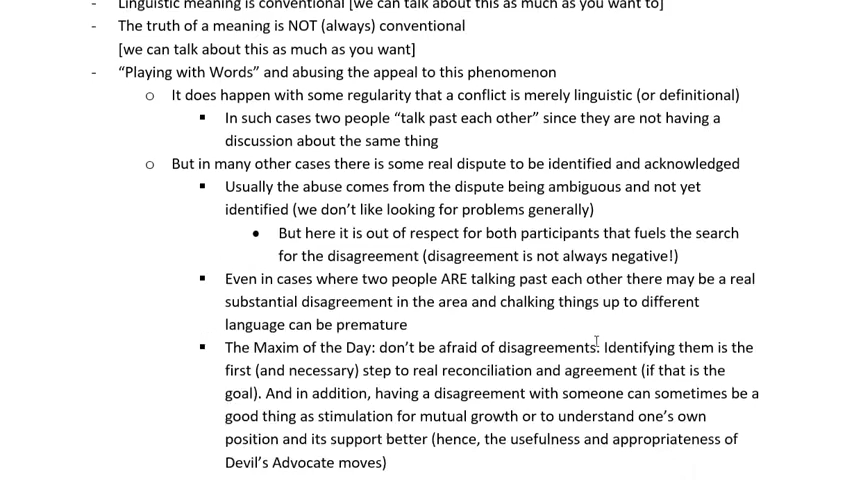 - Linguistic meaning is conventional [we can talk about this as much as you want to]
- The truth of a meaning is NOT (always) conventional
[we can talk about this as much as you want]
- “Playing with Words” and abusing the appeal to this phenomenon
o It does happen with some regularity that a conflict is merely linguistic (or definitional)
▪ In such cases two people “talk past each other” since they are not having a
discussion about the same thing
o But in many other cases there is some real dispute to be identified and acknowledged
▪ Usually the abuse comes from the dispute being ambiguous and not yet
identified (we don’t like looking for problems generally)
• But here it is out of respect for both participants that fuels the search
for the disagreement (disagreement is not always negative!)
▪ Even in cases where two people ARE talking past each other there may be a real
substantial disagreement in the area and chalking things up to different
language can be premature
▪ The Maxim of the Day: don’t be afraid of disagreements. Identifying them is the
first (and necessary) step to real reconciliation and agreement (if that is the
goal). And in addition, having a disagreement with someone can sometimes be a
good thing as stimulation for mutual growth or to understand one’s own
position and its support better (hence, the usefulness and appropriateness of
Devil’s Advocate moves)